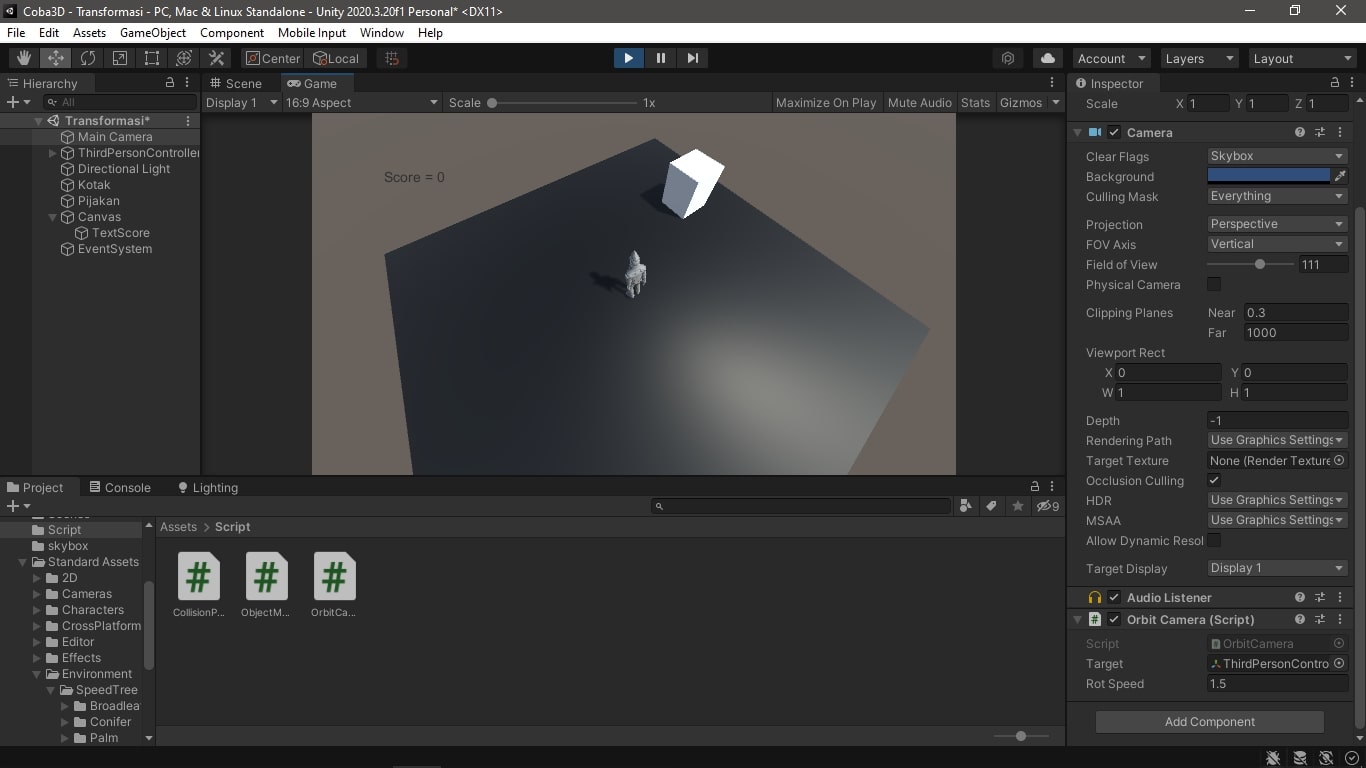 Coba3D - Transformasi - PC, Mac & Linux Standalone - Unity 2020.3.20f1 Personal* <DX11>
File Edit Assets GameObject Component Mobile Input Window Help
Center Local Account Layers Layout
Hierarchy
All
Transformasi*
Main Camera
ThirdPersonController
Directional Light
Kotak
Pijakan
Canvas
TextScore
EventSystem
Scene Game
Display 1 16:9 Aspect Scale 1x Maximize On Play Mute Audio Stats Gizmos
Score = 0
Inspector
Scale X 1 Y 1 Z 1
Camera
Clear Flags Skybox
Background
Culling Mask Everything
Projection Perspective
FOV Axis Vertical
Field of View 111
Physical Camera
Clipping Planes Near 0.3
Far 1000
Viewport Rect
X 0 Y 0
W 1 H 1
Depth -1
Rendering Path Use Graphics Settings
Target Texture None (Render Texture
Occlusion Culling
HDR Use Graphics Settings
MSAA Use Graphics Settings
Allow Dynamic Resol
Target Display Display 1
Audio Listener
Orbit Camera (Script)
Script OrbitCamera
Target ThirdPersonContro
Rot Speed 1.5
Add Component
Project Console Lighting
9
Script
skybox
Standard Assets
2D
Cameras
Characters
CrossPlatform
Editor
Effects
Environment
SpeedTree
Broadlea
Conifer
Palm
Assets > Script
CollisionP... ObjectM... OrbitCa...